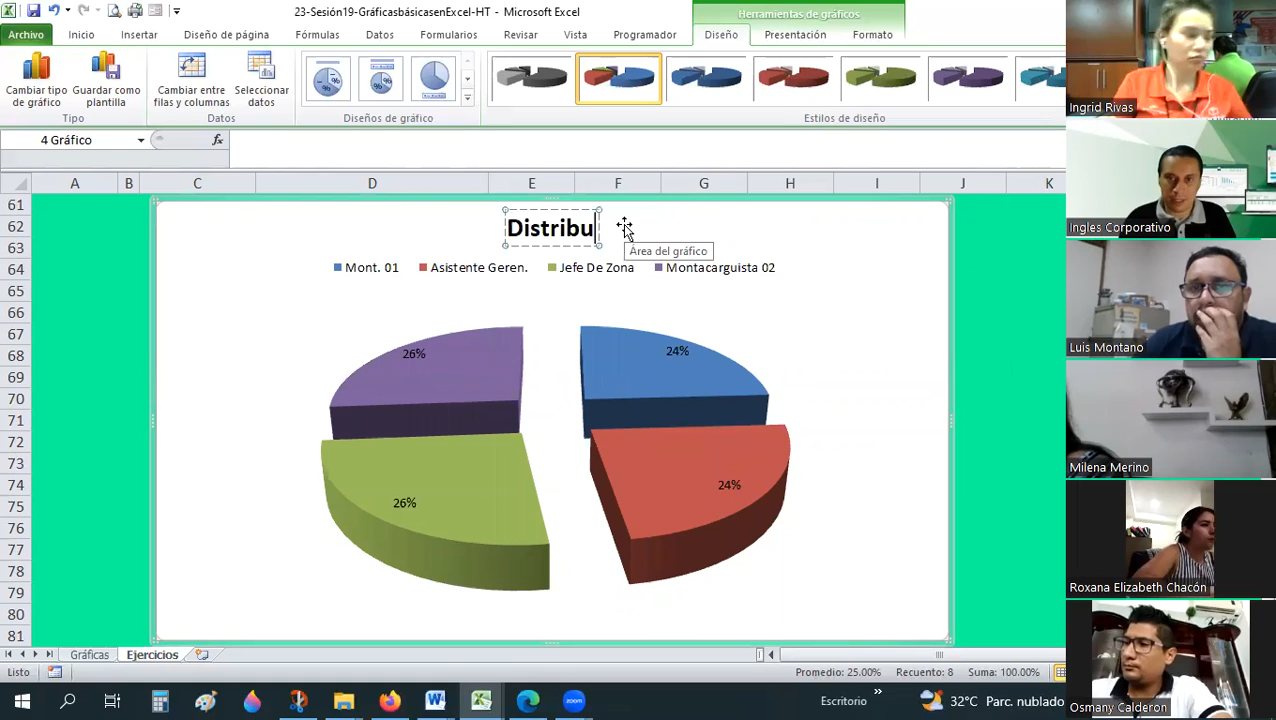 23-Sesión19-GráficasbásicasenExcel-HT - Microsoft Excel
Herramientas de gráficos
Archivo Inicio Insertar Diseño de página Fórmulas Datos Formularios Revisar Vista Programador Diseño Presentación Formato
Cambiar tipo de gráfico
Guardar como plantilla
Cambiar entre filas y columnas
Seleccionar datos
Tipo Datos Diseños de gráfico Estilos de diseño
4 Gráfico fx
A B C D E F G H I J K
61
62
63
64
65
66
67
68
69
70
71
72
73
74
75
76
77
78
79
80
81
Distribu
Área del gráfico
Mont. 01 Asistente Geren. Jefe De Zona Montacarguista 02
26% 24%
26% 24%
Gráficas Ejercicios
Listo Promedio: 25.00% Recuento: 8 Suma: 100.00%
Escritorio » 32°C Parc. nublado
zoom
Ingrid Rivas
Ingles Corporativo
Luis Montano
Milena Merino
Roxana Elizabeth Chacón
Osmany Calderon